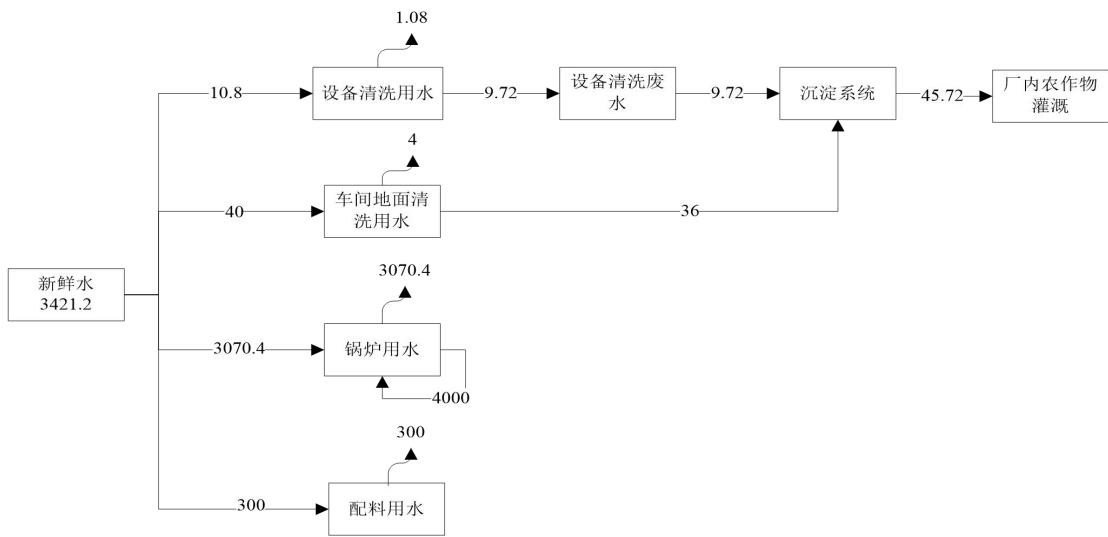 1.08
10.8
设备清洗用水
9.72
设备清洗废
水
9.72
沉淀系统
45.72
厂内农作物
灌溉
4
40
车间地面清
洗用水
36
新鲜水
3421.2
3070.4
3070.4
锅炉用水
4000
300
300
配料用水